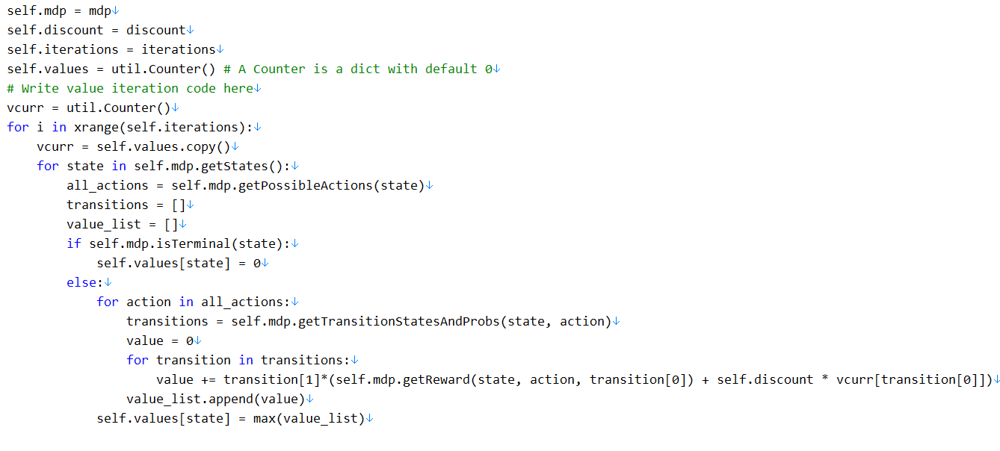 self.mdp = mdp↓
self.discount = discount↓
self.iterations = iterations↓
self.values = util.Counter() # A Counter is a dict with default 0↓
# Write value iteration code here↓
vcurr = util.Counter()↓
for i in xrange(self.iterations):↓
    vcurr = self.values.copy()↓
    for state in self.mdp.getStates():↓
        all_actions = self.mdp.getPossibleActions(state)↓
        transitions = []↓
        value_list = []↓
        if self.mdp.isTerminal(state):↓
            self.values[state] = 0↓
        else:↓
            for action in all_actions:↓
                transitions = self.mdp.getTransitionStatesAndProbs(state, action)↓
                value = 0↓
                for transition in transitions:↓
                    value += transition[1]*(self.mdp.getReward(state, action, transition[0]) + self.discount * vcurr[transition[0]])↓
                value_list.append(value)↓
            self.values[state] = max(value_list)↓